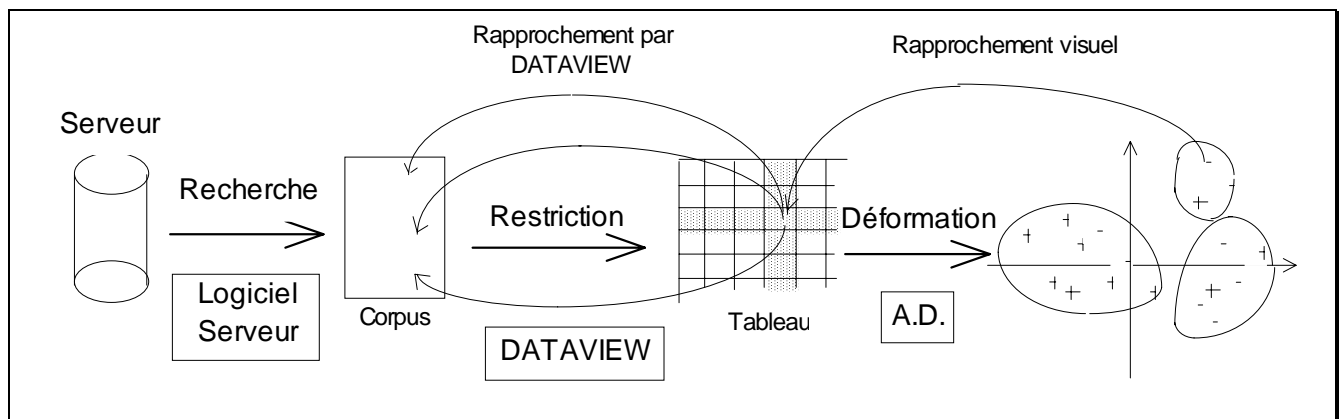 Rapprochement par
DATAVIEW
Rapprochement visuel
Serveur
Recherche
Restriction
Déformation
Logiciel
Serveur
Corpus
DATAVIEW
Tableau
A.D.